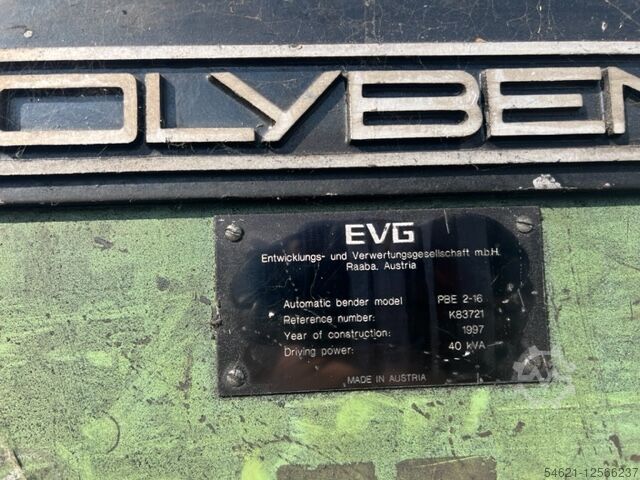 OLYBEN
EVG
Entwicklungs- und Verwertungsgesellschaft m.b.H.
Raaba, Austria
Automatic bender model PBE 2-16
Reference number: K83721
Year of construction: 1997
Driving power: 40 kVA
MADE IN AUSTRIA
54621-12566237